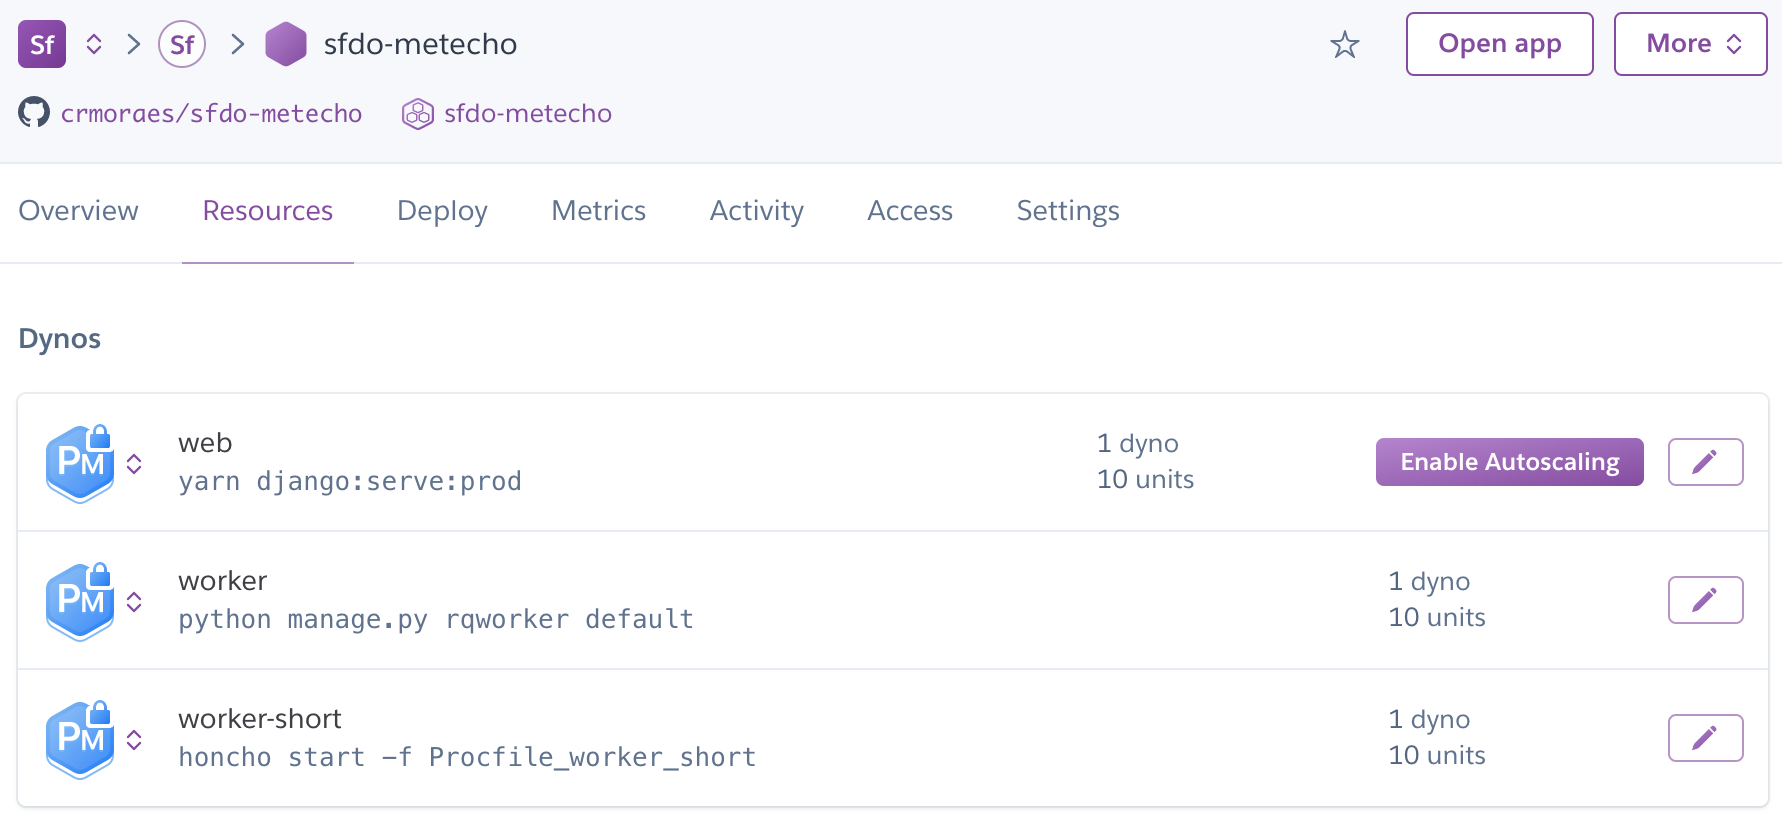 Sf Sf sfdo-metecho Open app More
crmoraes/sfdo-metecho sfdo-metecho
Overview Resources Deploy Metrics Activity Access Settings
Dynos
PM web 1 dyno Enable Autoscaling
yarn django:serve:prod 10 units
PM worker 1 dyno
python manage.py rqworker default 10 units
PM worker-short 1 dyno
honcho start -f Procfile_worker_short 10 units